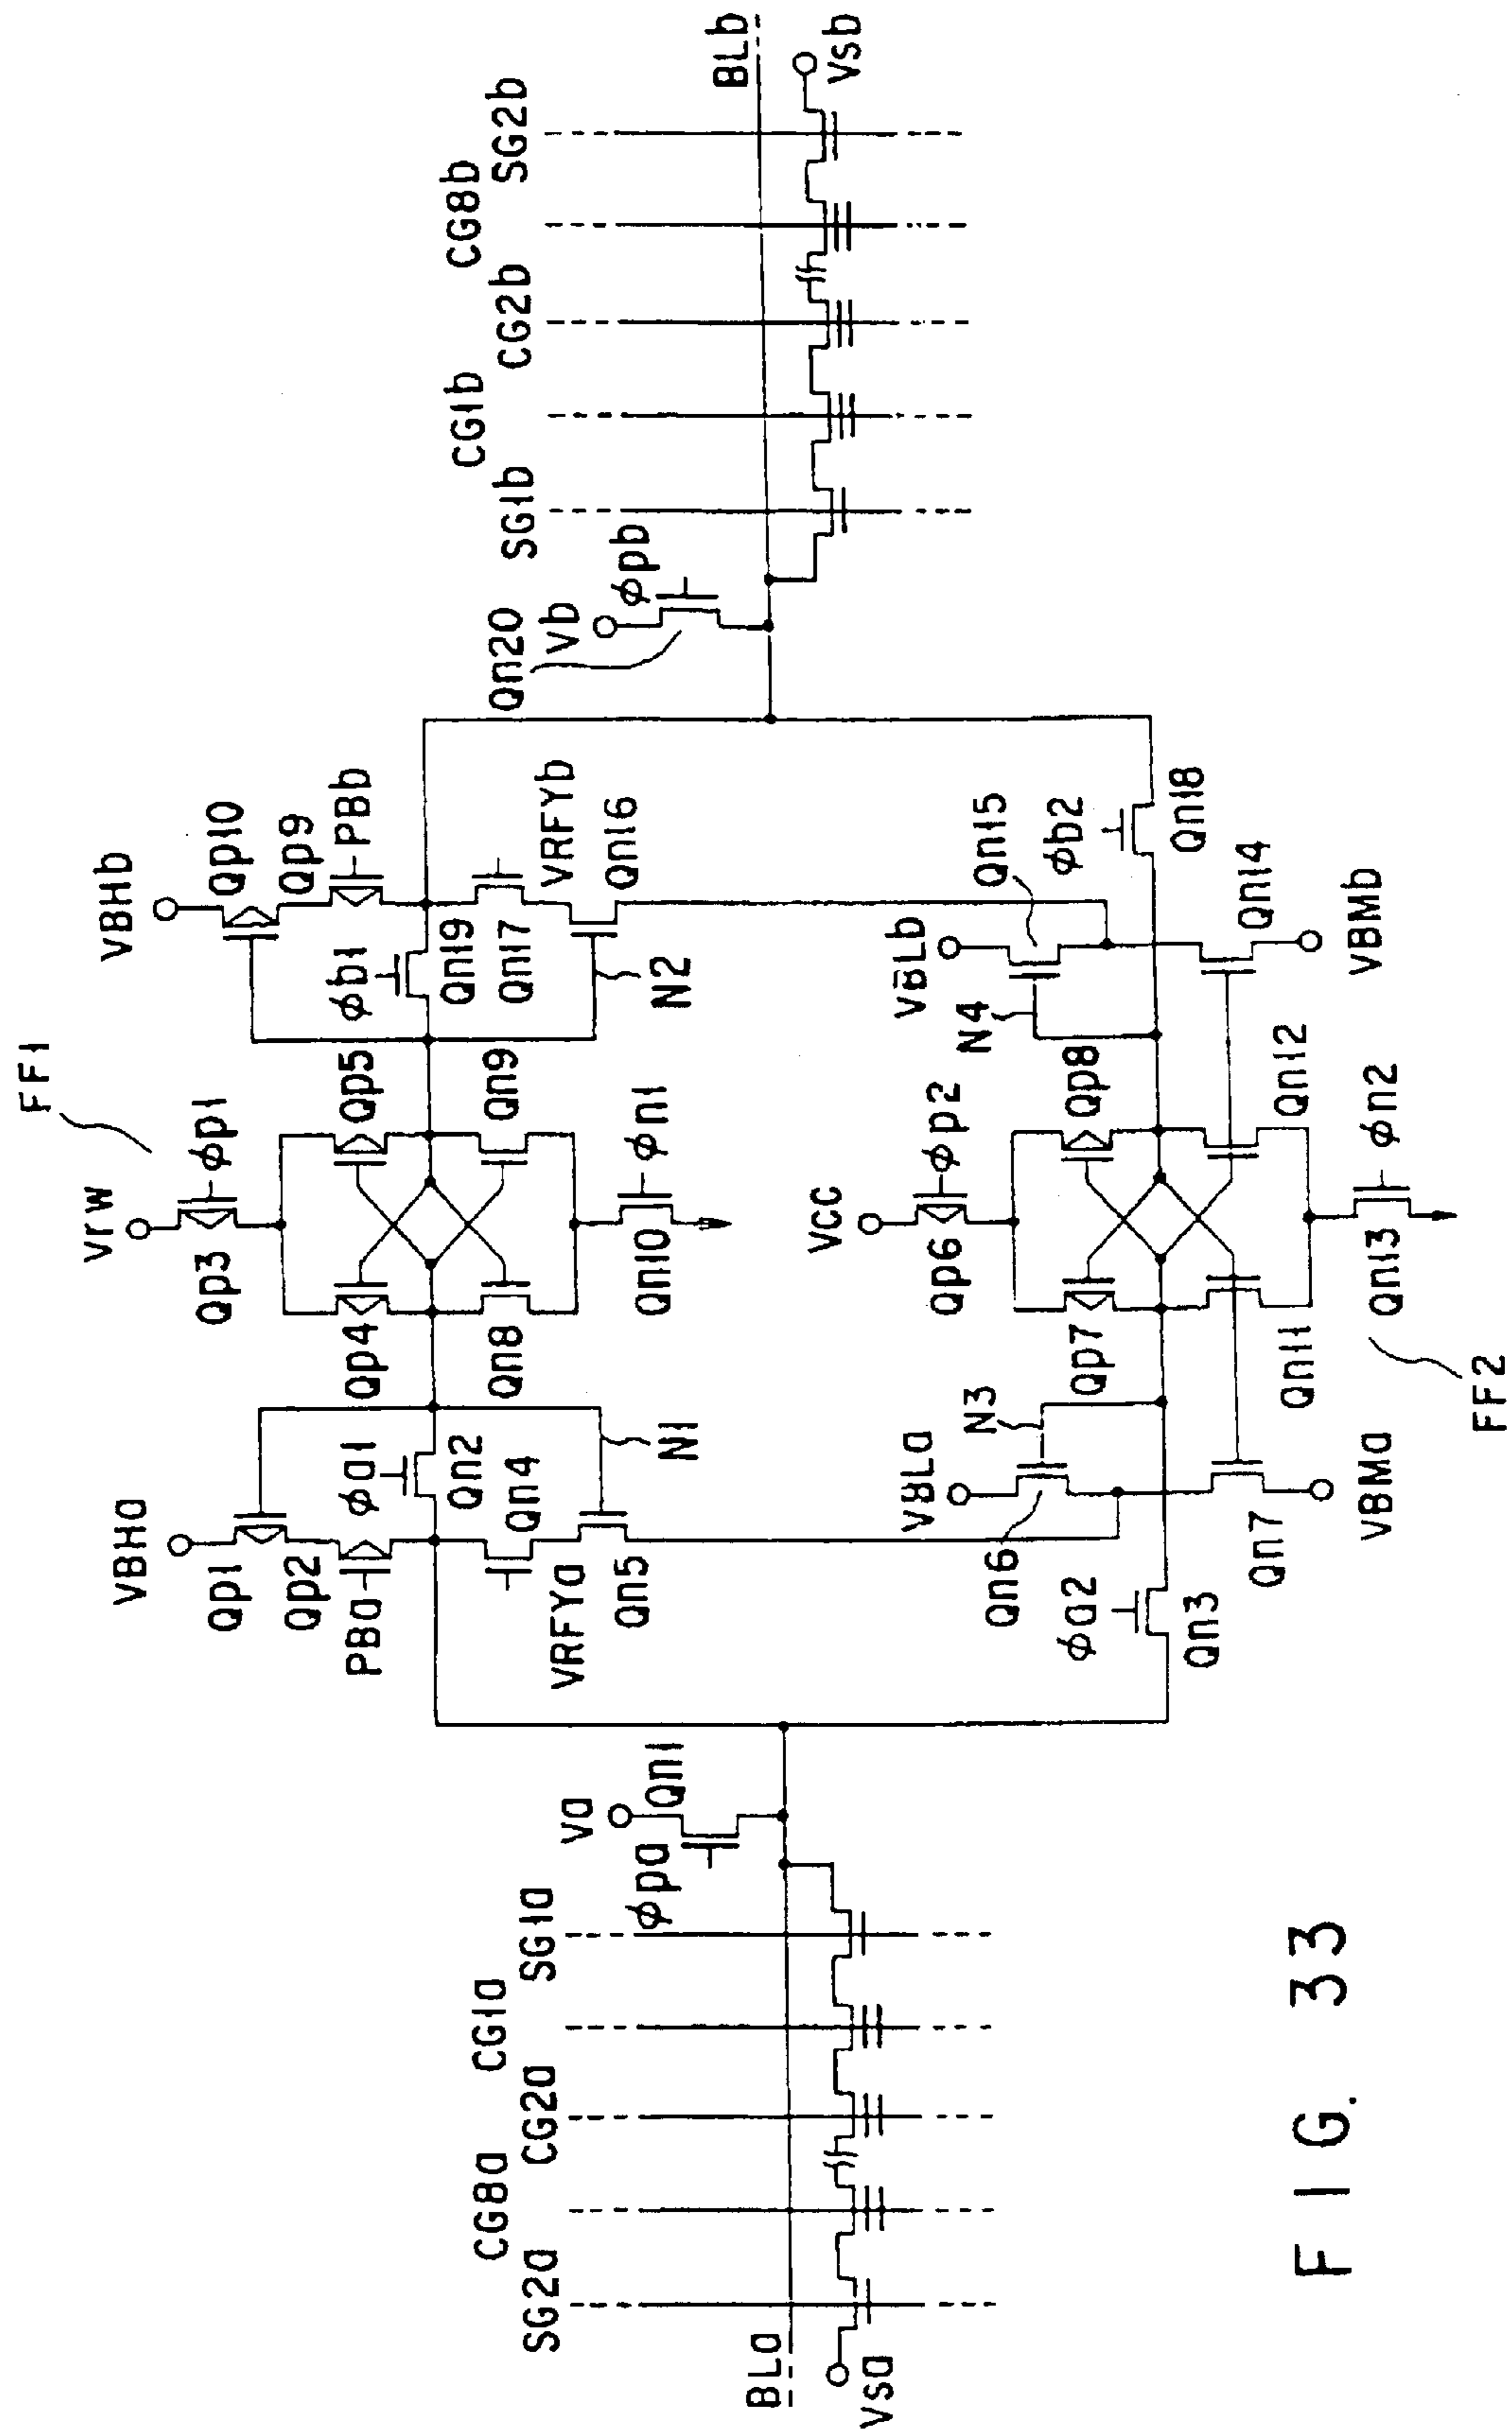 FF1
Vrw
Qp3
φp1
VBHa
VBHb
Qp1
Qp2
PBa
φa1
Qn2
Qn4
VRFYa
Qn5
N1
Qp4
Qp5
Qn8
Qn9
Qn10
φn1
φb1
Qn19
Qn17
Qp10
Qp9
PBb
VRFYb
Qn16
N2
SG2a
CG8a
CG2a
CG1a
SG1a
φpa
Va
Qn1
BLa
Vsa
Qn20
Vb
φpb
SG1b
CG1b
CG2b
CG8b
SG2b
BLb
Vsb
VBLa
N3
Qn6
φa2
Qn3
Qn7
VBMa
Vcc
Qp6
φp2
Qp7
Qp8
Qn11
Qn12
Qn13
φn2
FF2
VBLb
N4
Qn15
φb2
Qn18
Qn14
VBMb
FIG. 33